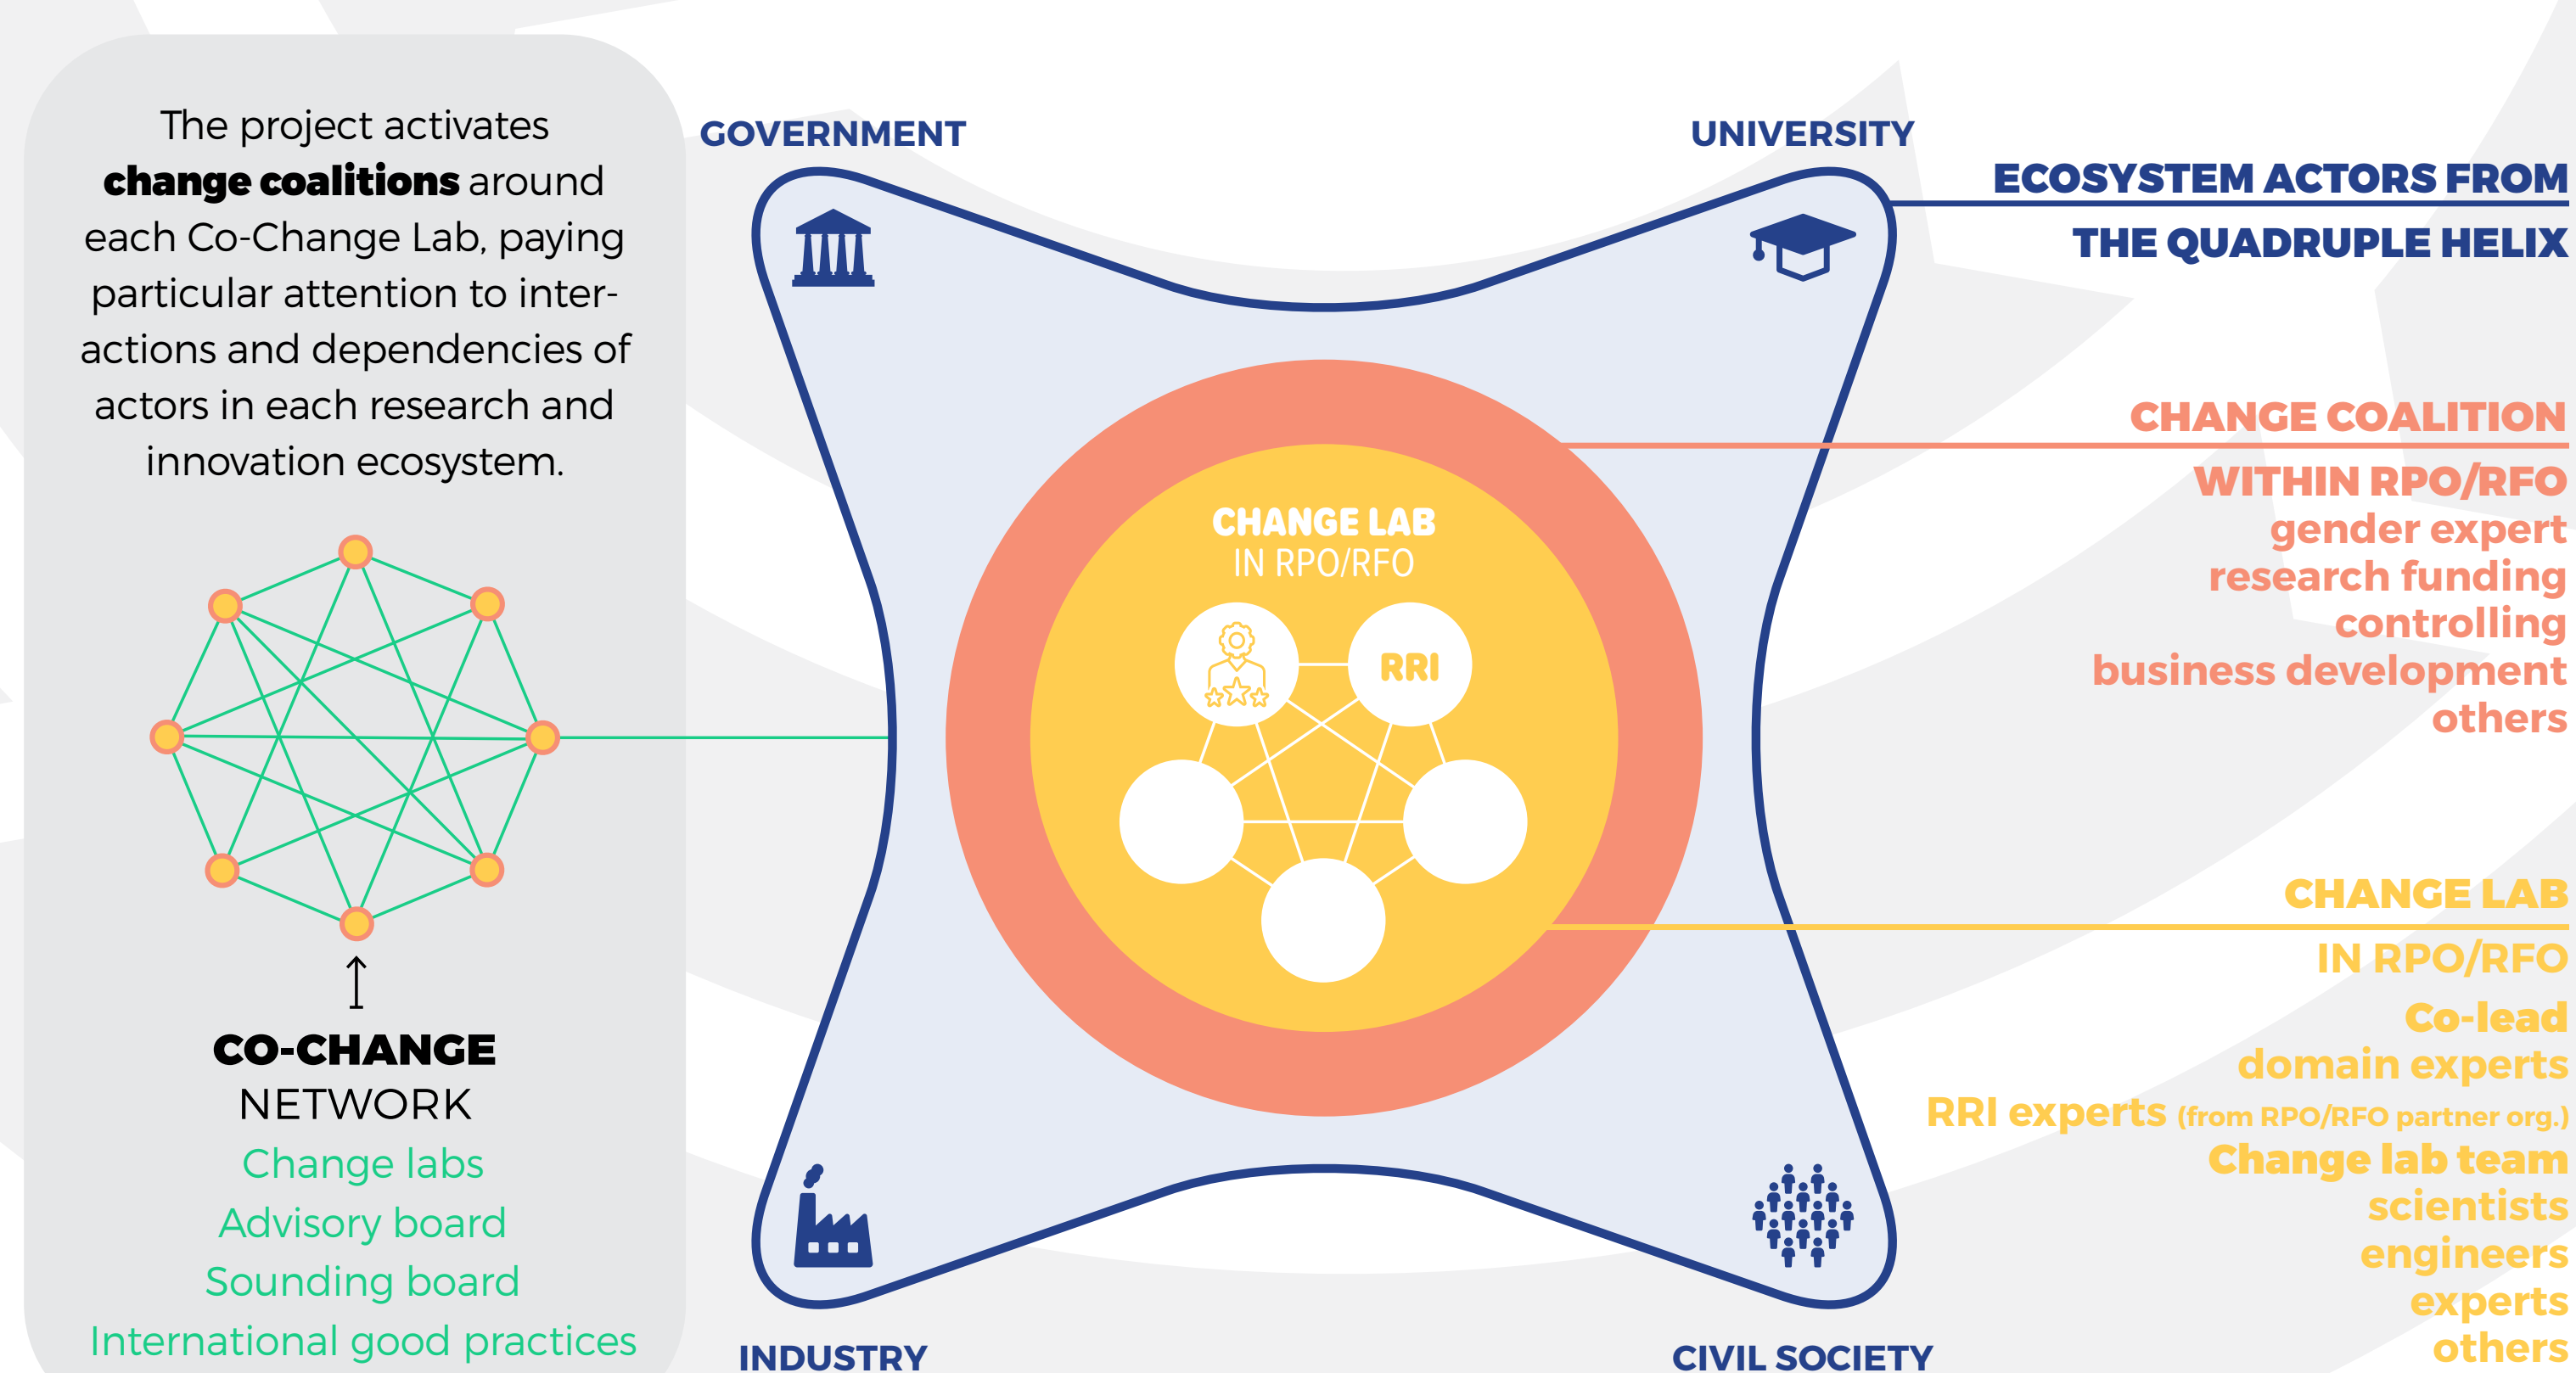 The project activates
change coalitions around
each Co-Change Lab, paying
particular attention to inter-
actions and dependencies of
actors in each research and
innovation ecosystem.
CO-CHANGE
NETWORK
Change labs
Advisory board
Sounding board
International good practices
GOVERNMENT
UNIVERSITY
CHANGE LAB
IN RPO/RFO
RRI
INDUSTRY
CIVIL SOCIETY
ECOSYSTEM ACTORS FROM
THE QUADRUPLE HELIX
CHANGE COALITION
WITHIN RPO/RFO
gender expert
research funding
controlling
business development
others
CHANGE LAB
IN RPO/RFO
Co-lead
domain experts
RRI experts (from RPO/RFO partner org.)
Change lab team
scientists
engineers
experts
others